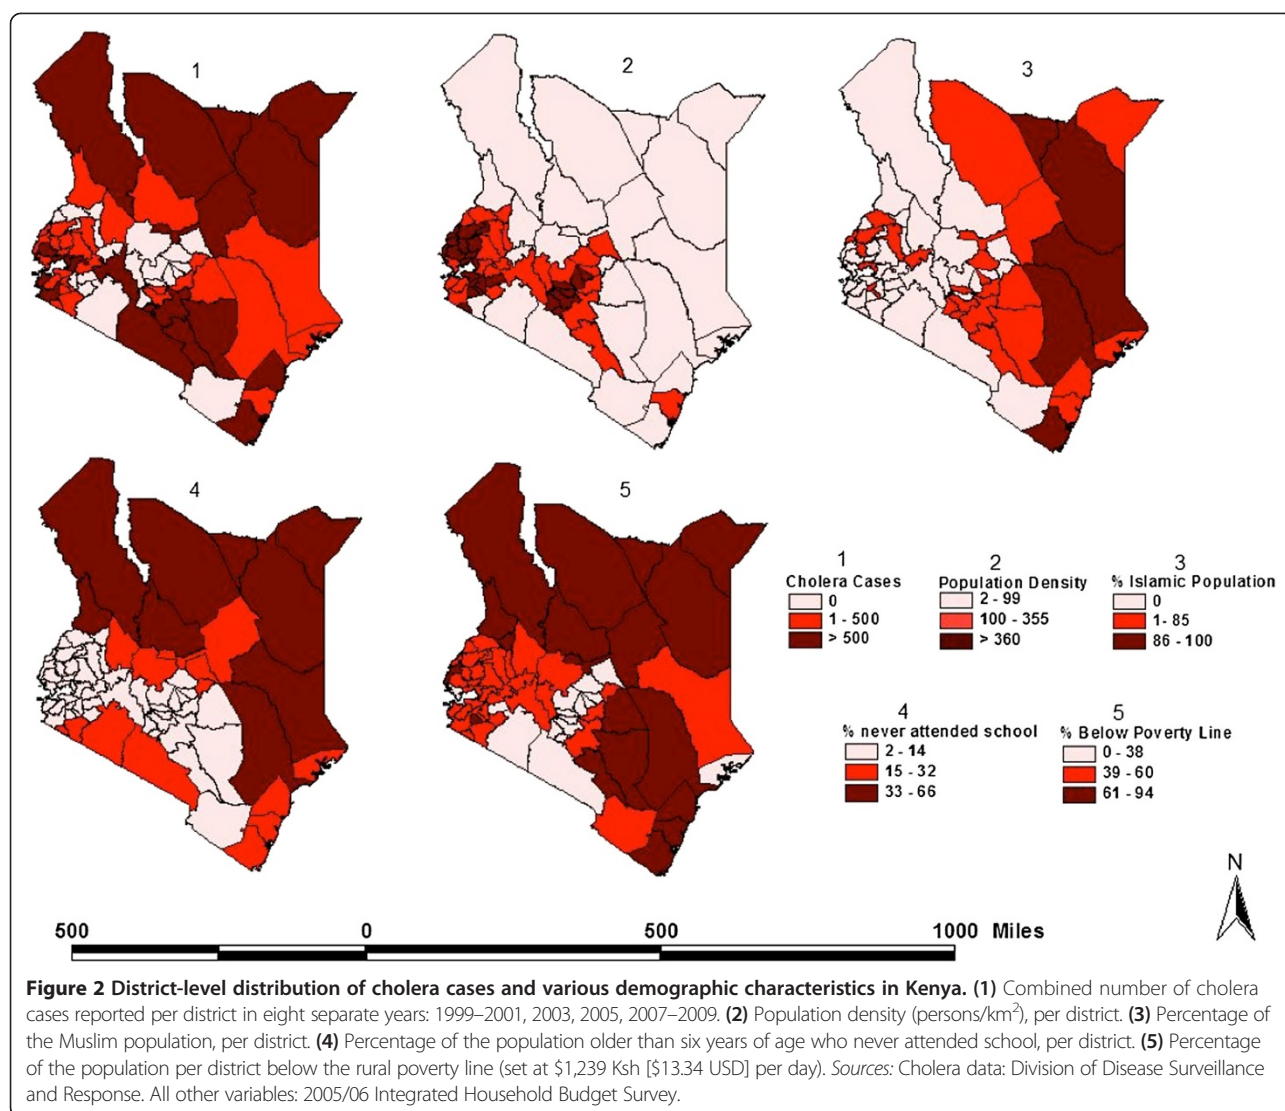 1
2
3
4
5
1
Cholera Cases
0
1 - 500
> 500
2
Population Density
2 - 99
100 - 355
> 360
3
% Islamic Population
0
1 - 85
86 - 100
4
% never attended school
2 - 14
15 - 32
33 - 66
5
% Below Poverty Line
0 - 38
39 - 60
61 - 94
N
500 0 500 1000 Miles
Figure 2 District-level distribution of cholera cases and various demographic characteristics in Kenya. (1) Combined number of cholera
cases reported per district in eight separate years: 1999–2001, 2003, 2005, 2007–2009. (2) Population density (persons/km²), per district. (3) Percentage of
the Muslim population, per district. (4) Percentage of the population older than six years of age who never attended school, per district. (5) Percentage
of the population per district below the rural poverty line (set at $1,239 Ksh [$13.34 USD] per day). Sources: Cholera data: Division of Disease Surveillance
and Response. All other variables: 2005/06 Integrated Household Budget Survey.